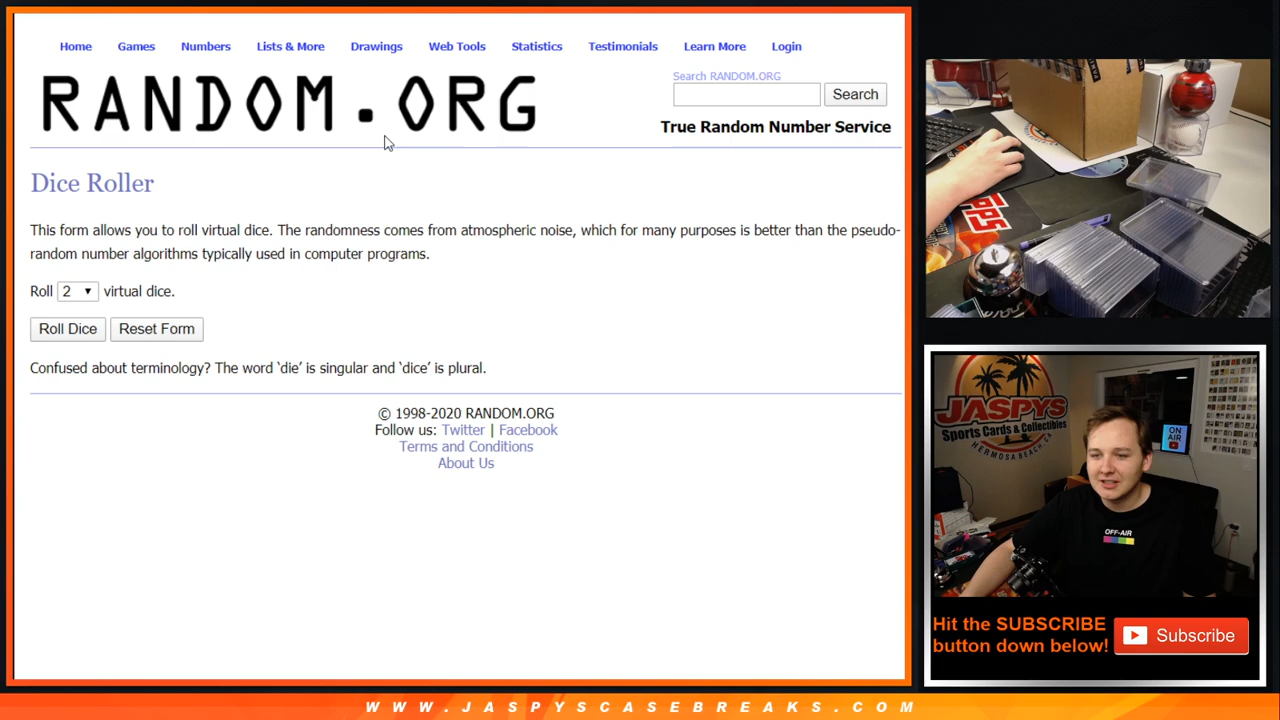 Home Games Numbers Lists & More Drawings Web Tools Statistics Testimonials Learn More Login
RANDOM.ORG
Search RANDOM.ORG
Search
True Random Number Service
Dice Roller
This form allows you to roll virtual dice. The randomness comes from atmospheric noise, which for many purposes is better than the pseudo-
random number algorithms typically used in computer programs.
Roll 2 virtual dice.
Roll Dice Reset Form
Confused about terminology? The word ‘die’ is singular and ‘dice’ is plural.
© 1998-2020 RANDOM.ORG
Follow us: Twitter | Facebook
Terms and Conditions
About Us
JASPYS
Sports Cards & Collectibles
HERMOSA BEACH, CA
ON
AIR
OFF-AIR
Hit the SUBSCRIBE
button down below!
Subscribe
WWW.JASPYSCASEBREAKS.COM